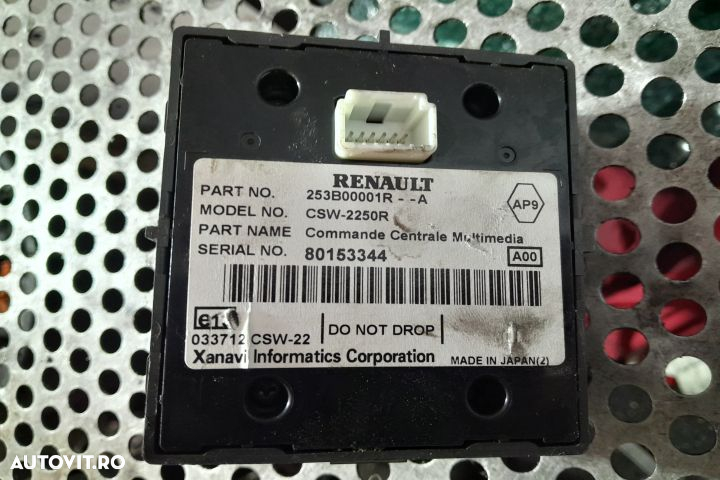 RENAULT
PART NO. 253B00001R - -A
MODEL NO. CSW-2250R
PART NAME Commande Centrale Multimedia
SERIAL NO. 80153344
AP9
A00
033712 CSW-22
DO NOT DROP
Xanavi Informatics Corporation
MADE IN JAPAN(2)
AUTOVIT.RO